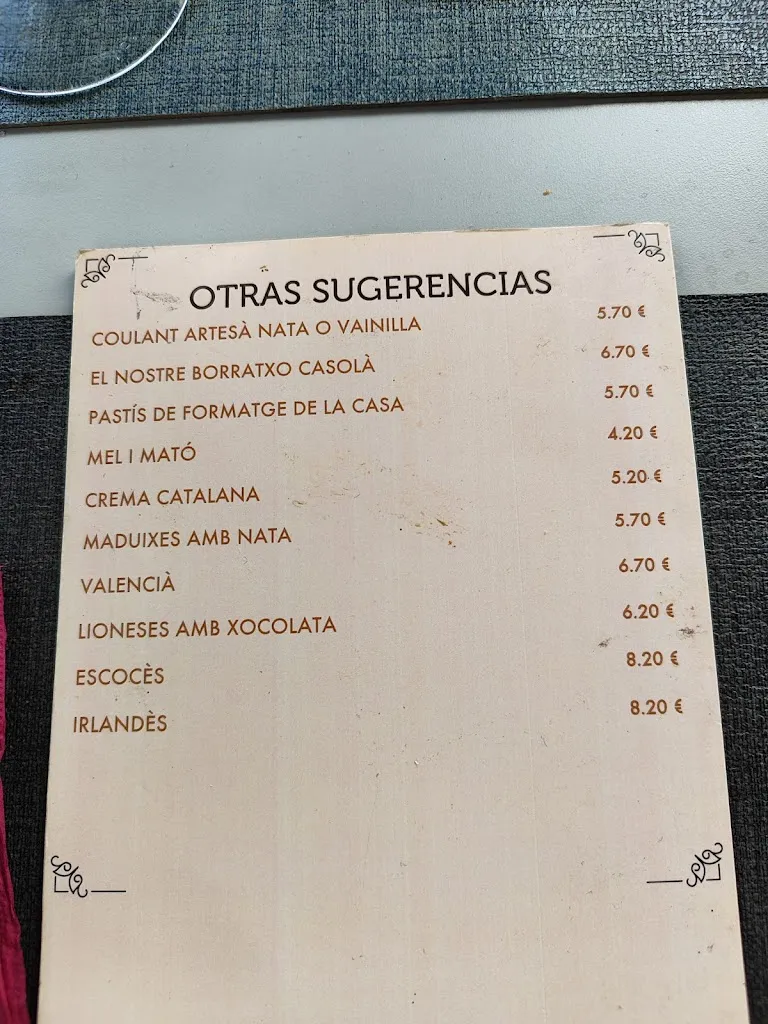 OTRAS SUGERENCIAS
COULANT ARTESÀ NATA O VAINILLA 5.70 €
EL NOSTRE BORRATXO CASOLÀ 6.70 €
PASTÍS DE FORMATGE DE LA CASA 5.70 €
MEL I MATÓ 4.20 €
CREMA CATALANA 5.20 €
MADUIXES AMB NATA 5.70 €
VALENCIÀ 6.70 €
LIONESES AMB XOCOLATA 6.20 €
ESCOCÈS 8.20 €
IRLANDÈS 8.20 €